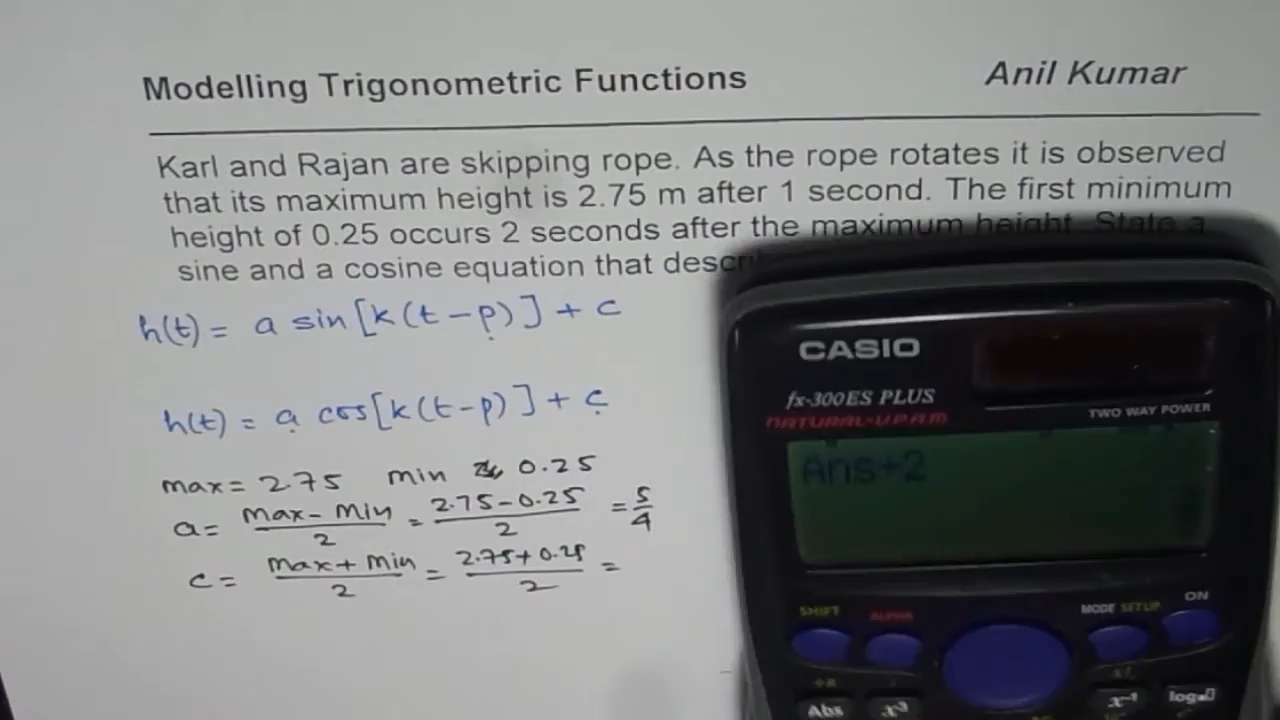 Modelling Trigonometric Functions
Anil Kumar
Karl and Rajan are skipping rope. As the rope rotates it is observed
that its maximum height is 2.75 m after 1 second. The first minimum
height of 0.25 occurs 2 seconds after the maximum height. State a
sine and a cosine equation that
h(t) = a sin[k(t-p)] + c
h(t) = a cos[k(t-p)] + c
max = 2.75 min 0.25
a = max - min / 2 = 2.75 - 0.25 / 2 = 5/4
c = max + min / 2 = 2.75 + 0.25 / 2 =
CASIO
fx-300ES PLUS
NATURAL-V.P.A.M.
TWO WAY POWER
Ans÷2
SHIFT
ALPHA
MODE SETUP
ON
Abs
x³
x⁻¹
log